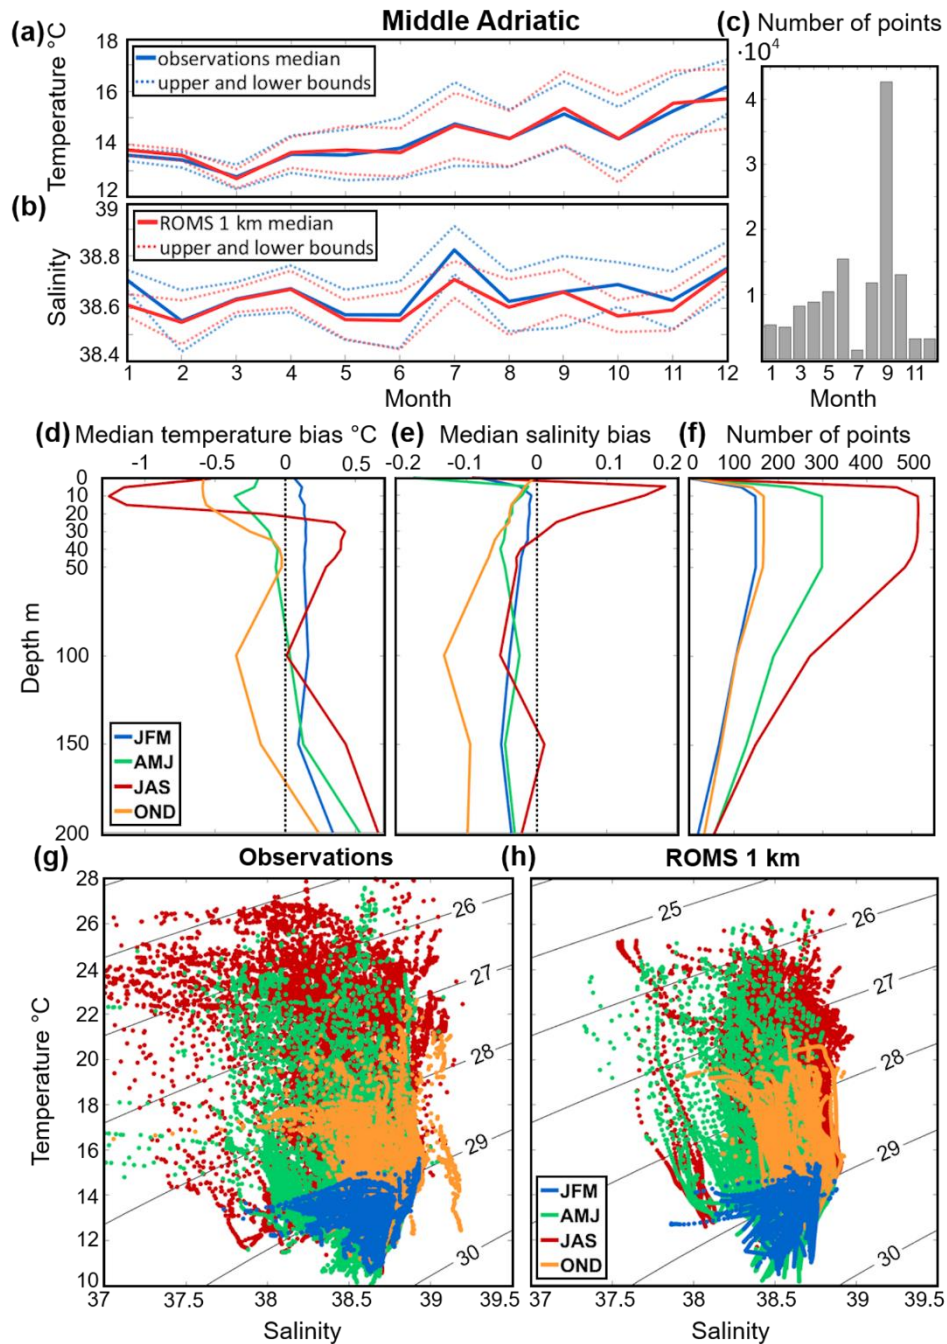 Middle Adriatic
(a)
Temperature °C
18
16
14
12
observations median
upper and lower bounds
(b)
Salinity
39
38.8
38.6
38.4
ROMS 1 km median
upper and lower bounds
1 2 3 4 5 6 7 8 9 10 11 12
Month
(c) Number of points
·10⁴
4
3
2
1
1 3 5 7 9 11
Month
(d) Median temperature bias °C
-1 -0.5 0 0.5
Depth m
0
10
20
30
40
50
100
150
200
JFM
AMJ
JAS
OND
(e) Median salinity bias
-0.2 -0.1 0 0.1 0.2
(f) Number of points
0 100 200 300 400 500
(g) Observations
Temperature °C
28
26
24
22
20
18
16
14
12
10
26
27
28
29
30
37 37.5 38 38.5 39 39.5
Salinity
(h) ROMS 1 km
25
26
27
28
29
30
JFM
AMJ
JAS
OND
37 37.5 38 38.5 39 39.5
Salinity